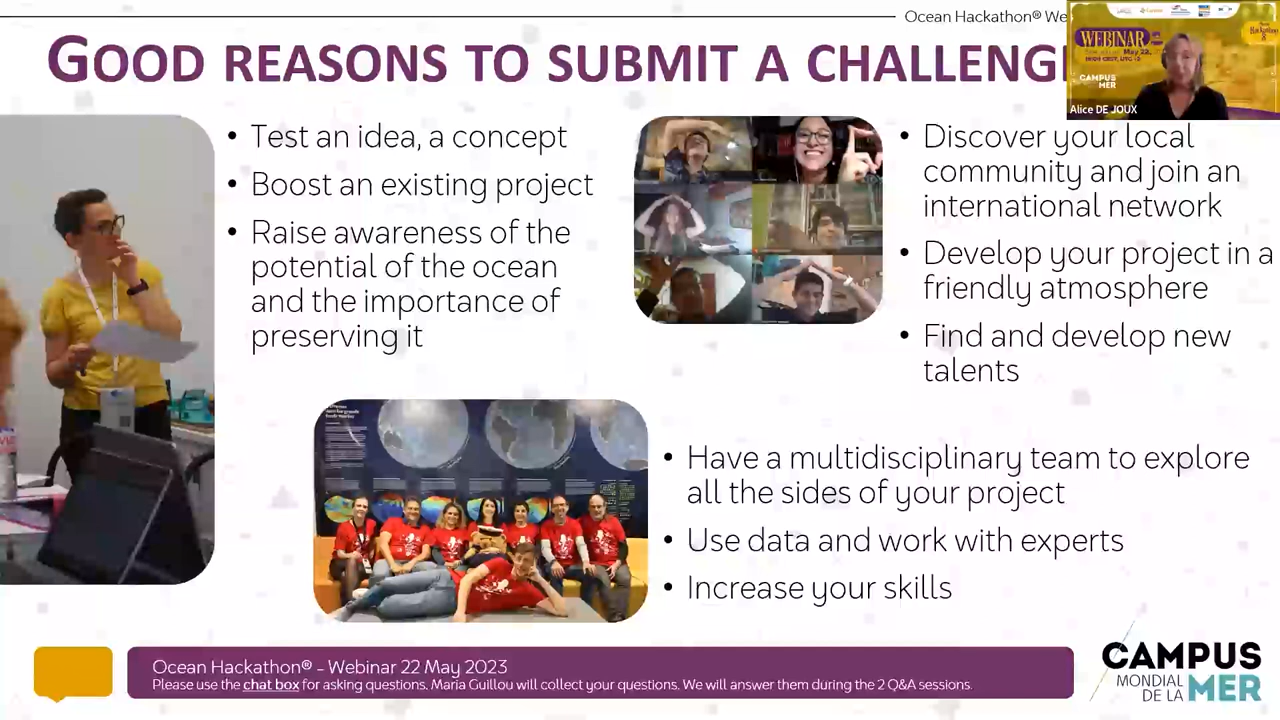 Ocean Hackathon® We
GOOD REASONS TO SUBMIT A CHALLENGE
WEBINAR
CAMPUS
MER
Alice DE JOUX
• Test an idea, a concept
• Boost an existing project
• Raise awareness of the
potential of the ocean
and the importance of
preserving it
• Discover your local
community and join an
international network
• Develop your project in a
friendly atmosphere
• Find and develop new
talents
• Have a multidisciplinary team to explore
all the sides of your project
• Use data and work with experts
• Increase your skills
Ocean Hackathon® - Webinar 22 May 2023
Please use the chat box for asking questions. Maria Guillou will collect your questions. We will answer them during the 2 Q&A sessions.
CAMPUS
MONDIAL
DE LA MER